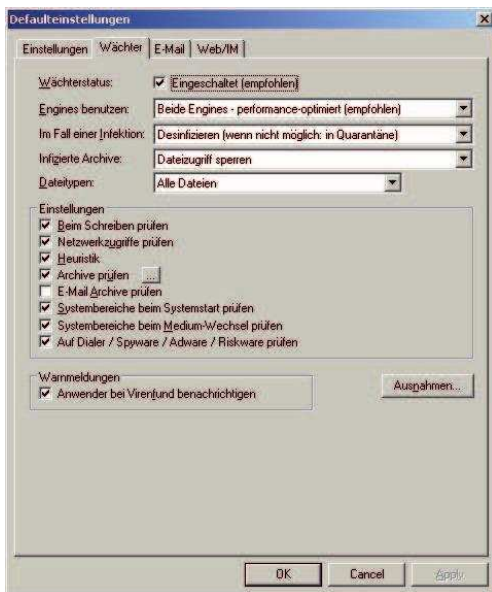 Defaulteinstellungen
Einstellungen Wächter E-Mail Web/IM
Wächterstatus: Eingeschaltet (empfohlen)
Engines benutzen: Beide Engines - performance-optimiert (empfohlen)
Im Fall einer Infektion: Desinfizieren (wenn nicht möglich: in Quarantäne)
Infizierte Archive: Dateizugriff sperren
Dateitypen: Alle Dateien
Einstellungen
Beim Schreiben prüfen
Netzwerkzugriffe prüfen
Heuristik
Archive prüfen ...
E-Mail Archive prüfen
Systembereiche beim Systemstart prüfen
Systembereiche beim Medium-Wechsel prüfen
Auf Dialer / Spyware / Adware / Riskware prüfen
Warnmeldungen
Anwender bei Virenfund benachrichtigen
Ausnahmen...
OK Cancel Apply